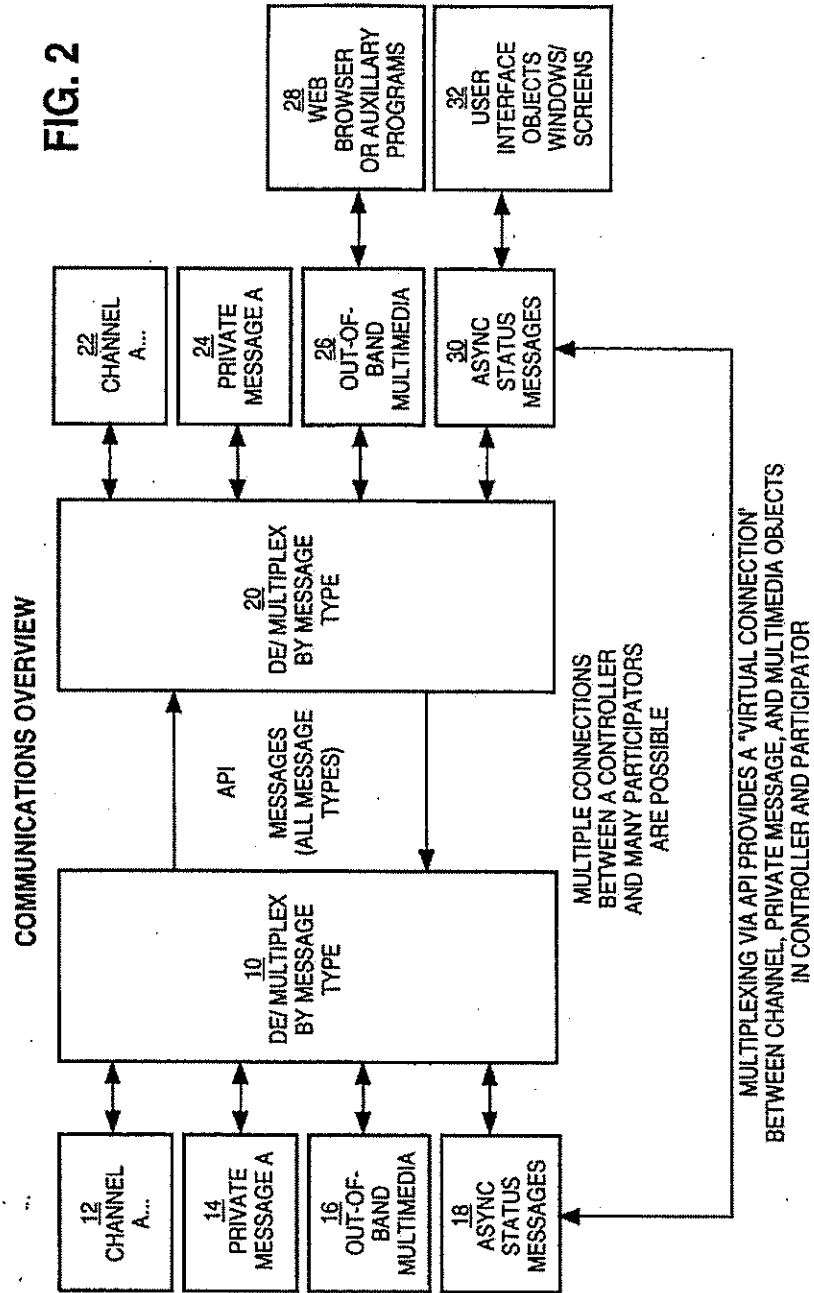 FIG. 2
COMMUNICATIONS OVERVIEW
12
CHANNEL
A...
14
PRIVATE
MESSAGE A
16
OUT-OF-
BAND
MULTIMEDIA
18
ASYNC
STATUS
MESSAGES
10
DE/ MULTIPLEX
BY MESSAGE
TYPE
API
MESSAGES
(ALL MESSAGE
TYPES)
20
DE/ MULTIPLEX
BY MESSAGE
TYPE
22
CHANNEL
A...
24
PRIVATE
MESSAGE A
26
OUT-OF-
BAND
MULTIMEDIA
30
ASYNC
STATUS
MESSAGES
28
WEB
BROWSER
OR AUXILLARY
PROGRAMS
32
USER
INTERFACE
OBJECTS
WINDOWS/
SCREENS
MULTIPLE CONNECTIONS
BETWEEN A CONTROLLER
AND MANY PARTICIPATORS
ARE POSSIBLE
MULTIPLEXING VIA API PROVIDES A "VIRTUAL CONNECTION'
BETWEEN CHANNEL, PRIVATE MESSAGE, AND MULTIMEDIA OBJECTS
IN CONTROLLER AND PARTICIPATOR